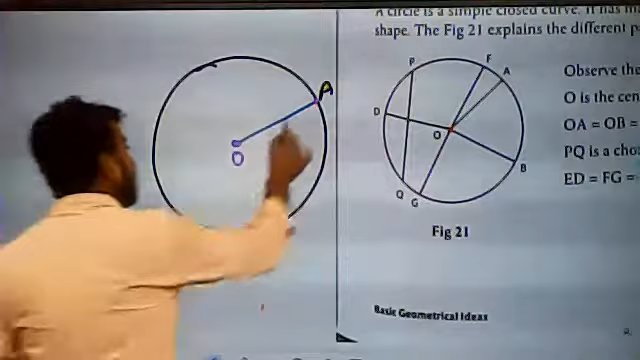 A
O
A circle is a simple closed curve. It has
shape. The Fig 21 explains the different
P
F
A
D
O
B
Q
G
Observe the
O is the cen
OA = OB =
PQ is a cho
ED = FG =
Fig 21
Basic Geometrical Ideas